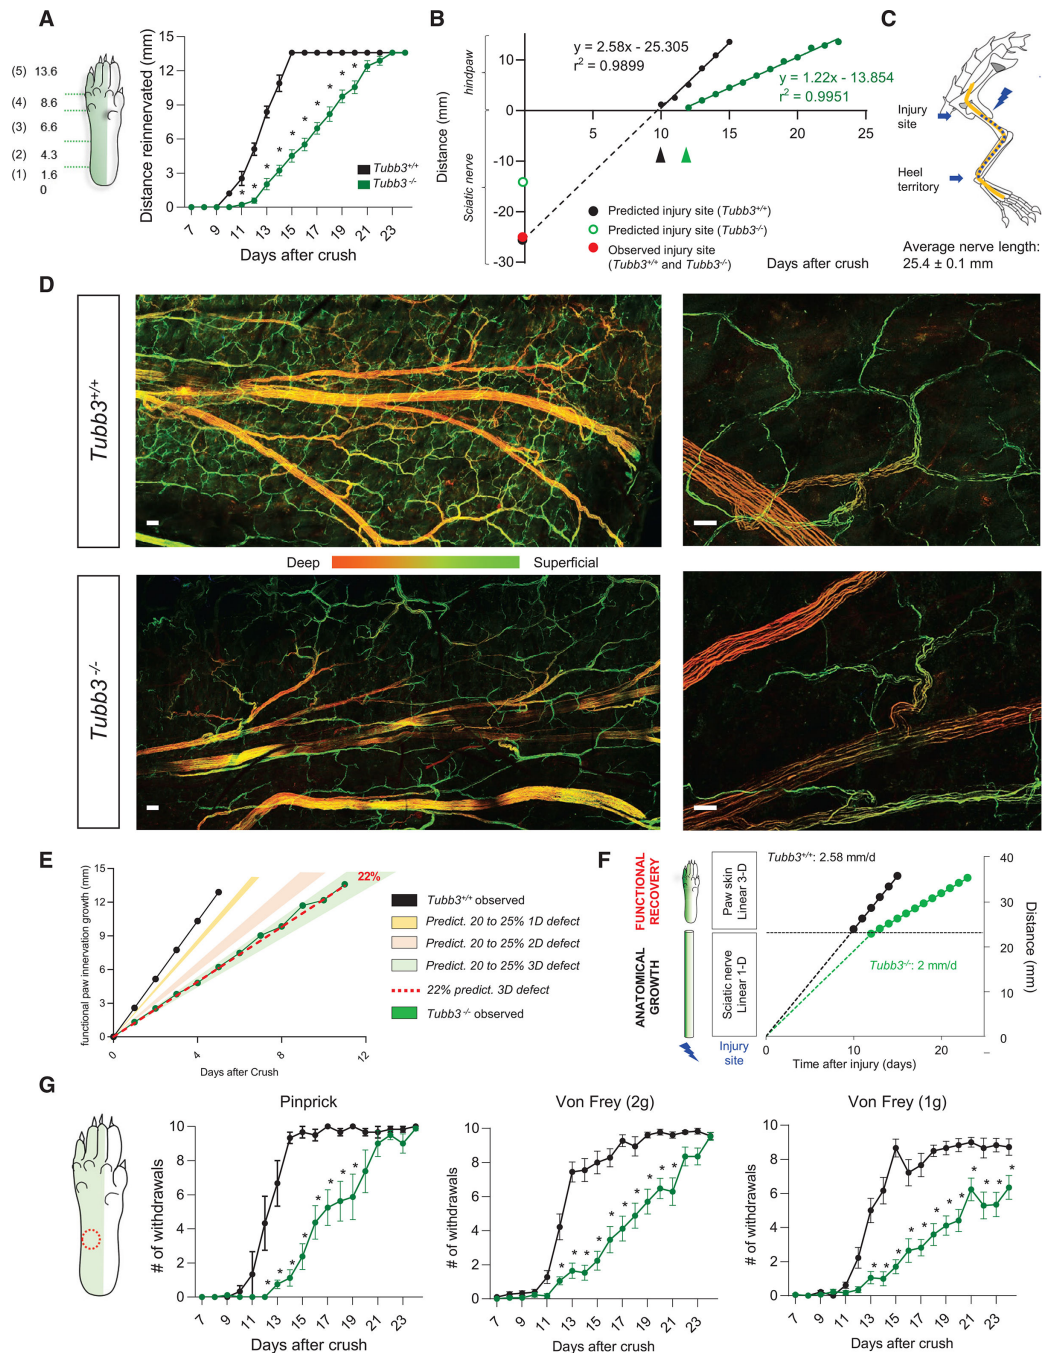 A
(5) 13.6
(4) 8.6
(3) 6.6
(2) 4.3
(1) 1.6
0
Distance reinnervated (mm)
15
12
9
6
3
0
* * * * * * * * * *
Tubb3+/+
Tubb3-/-
7 9 11 13 15 17 19 21 23
Days after crush
B
Distance (mm)
hindpaw
Sciatic nerve
10
0
-10
-20
-30
y = 2.58x - 25.305
r2 = 0.9899
y = 1.22x - 13.854
r2 = 0.9951
5 10 15 20 25
Predicted injury site (Tubb3+/+)
Predicted injury site (Tubb3-/-)
Observed injury site
(Tubb3+/+ and Tubb3-/-)
Days after crush
C
Injury
site
Heel
territory
Average nerve length:
25.4 ± 0.1 mm
D
Tubb3+/+
Deep
Superficial
Tubb3-/-
E
functional paw innervation growth (mm)
15
12
9
6
3
0
22%
0 4 8 12
Days after Crush
Tubb3+/+ observed
Predict. 20 to 25% 1D defect
Predict. 20 to 25% 2D defect
Predict. 20 to 25% 3D defect
22% predict. 3D defect
Tubb3-/- observed
F
FUNCTIONAL
RECOVERY
ANATOMICAL
GROWTH
Paw skin
Linear 3-D
Sciatic nerve
Linear 1-D
Injury
site
Tubb3+/+: 2.58 mm/d
Tubb3-/-: 2 mm/d
40
30
20
10
0
Distance (mm)
0 10 20
Time after injury (days)
G
Pinprick
# of withdrawals
10
8
6
4
2
0
* * * * * * * *
7 9 11 13 15 17 19 21 23
Days after crush
Von Frey (2g)
# of withdrawals
10
8
6
4
2
0
* * * * * * * * * *
7 9 11 13 15 17 19 21 23
Days after crush
Von Frey (1g)
# of withdrawals
10
8
6
4
2
0
* * * * * * * * * * * *
7 9 11 13 15 17 19 21 23
Days after crush